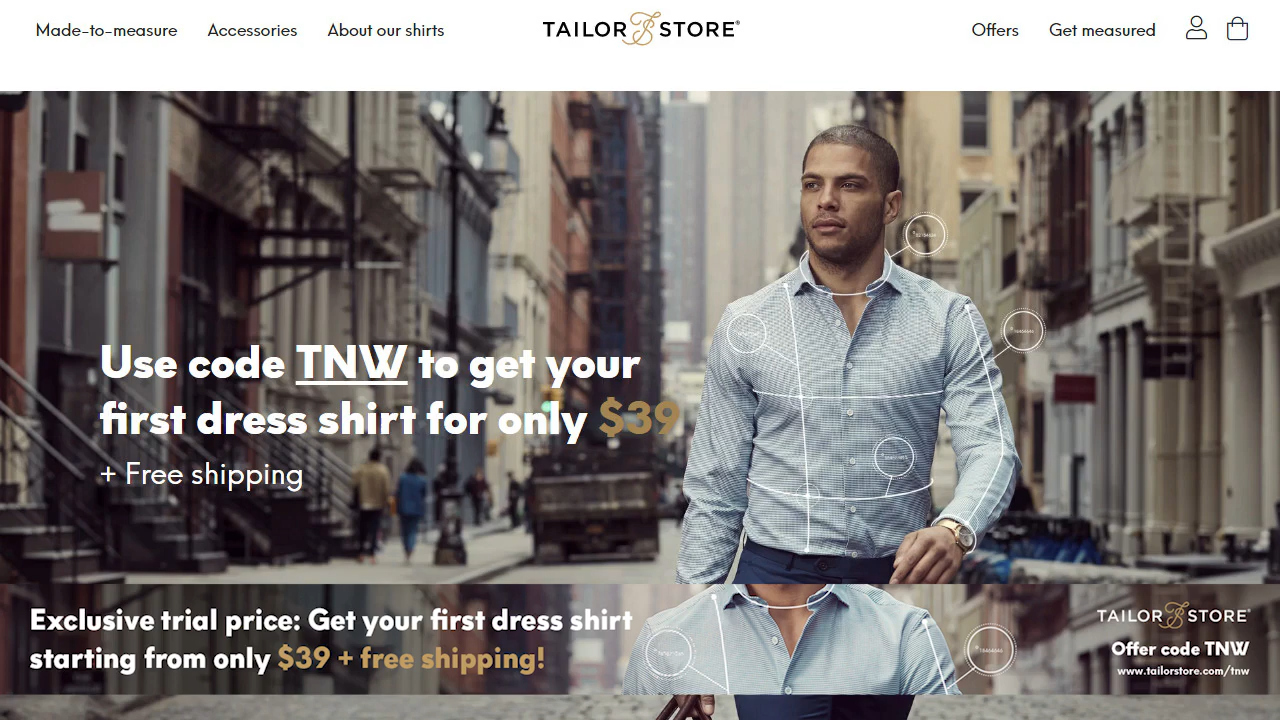 Made-to-measure
Accessories
About our shirts
TAILOR STORE®
Offers
Get measured
Use code TNW to get your
first dress shirt for only $39
+ Free shipping
Exclusive trial price: Get your first dress shirt
starting from only $39 + free shipping!
TAILOR STORE®
Offer code TNW
www.tailorstore.com/tnw